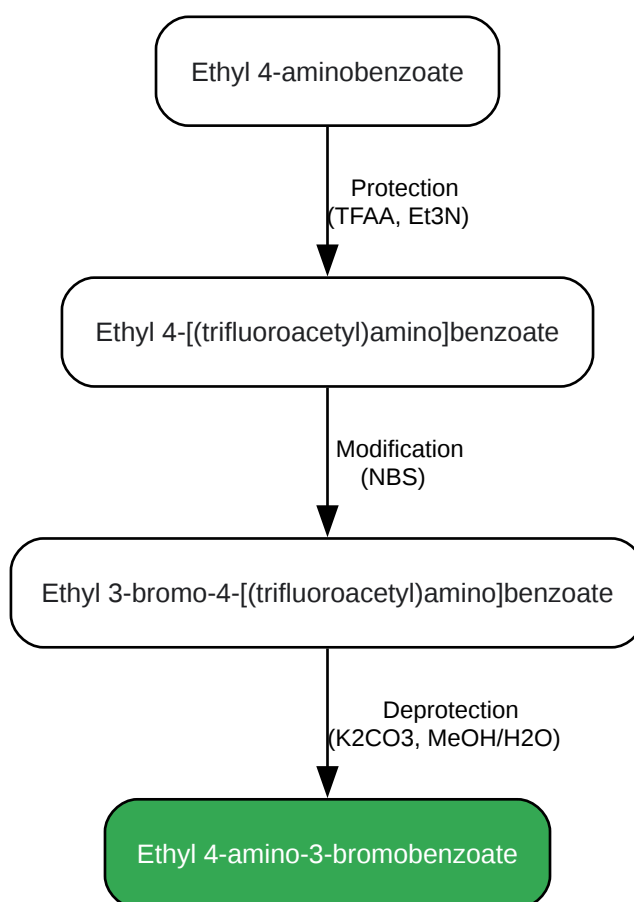 Ethyl 4-aminobenzoate
Protection
(TFAA, Et3N)
Ethyl 4-[(trifluoroacetyl)amino]benzoate
Modification
(NBS)
Ethyl 3-bromo-4-[(trifluoroacetyl)amino]benzoate
Deprotection
(K2CO3, MeOH/H2O)
Ethyl 4-amino-3-bromobenzoate